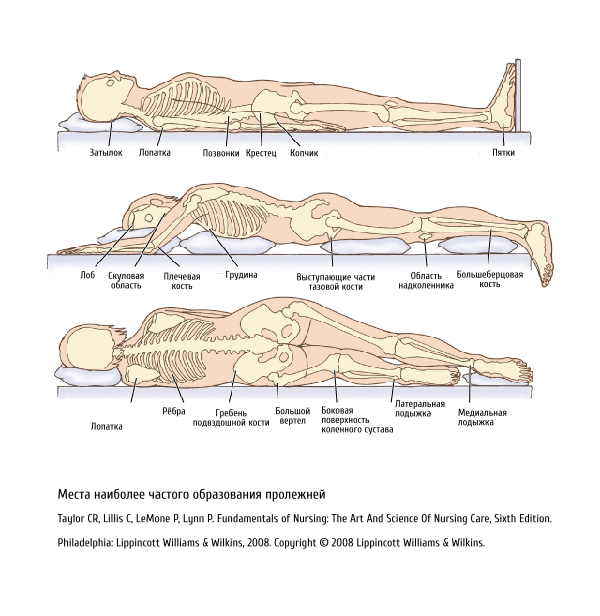 Затылок Лопатка Позвонки Крестец Копчик Пятки
Лоб Скуловая область Плечевая кость Грудина Выступающие части тазовой кости Область надколенника Большеберцовая кость
Лопатка Рёбра Гребень подвздошной кости Большой вертел Боковая поверхность коленного сустава Латеральная лодыжка Медиальная лодыжка
Места наиболее частого образования пролежней
Taylor CR, Lillis C, LeMone P, Lynn P. Fundamentals of Nursing: The Art And Science Of Nursing Care, Sixth Edition.
Philadelphia: Lippincott Williams & Wilkins, 2008. Copyright © 2008 Lippincott Williams & Wilkins.